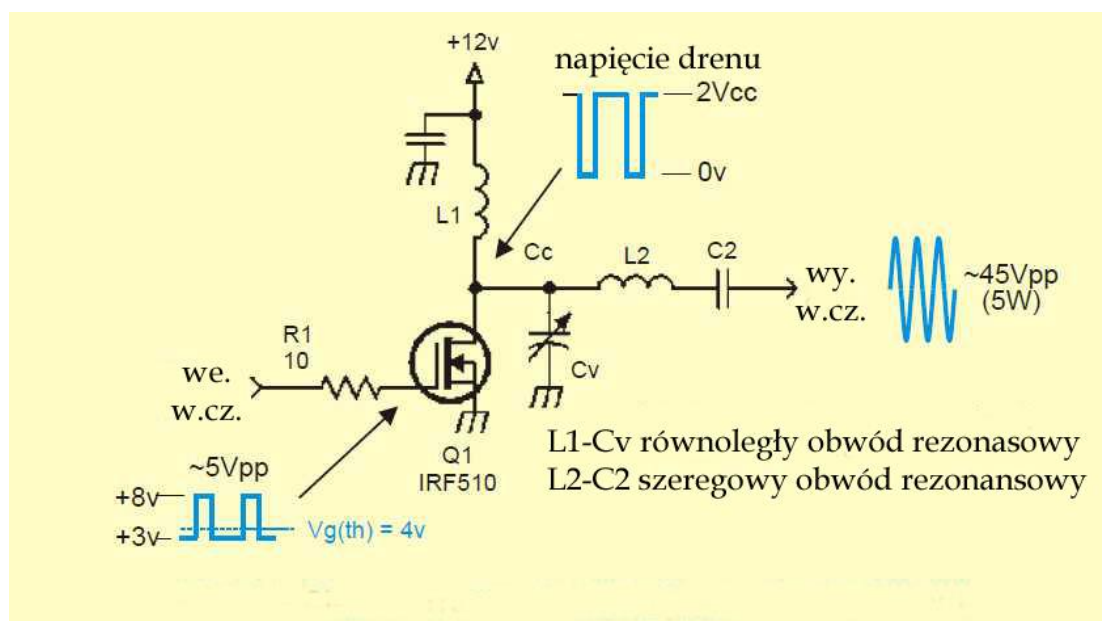 +12v
napięcie drenu
2Vcc
0v
L1
Cc
L2
C2
wy.
w.cz.
~45Vpp
(5W)
R1
10
we.
w.cz.
Cv
Q1
IRF510
L1-Cv równoległy obwód rezonasowy
L2-C2 szeregowy obwód rezonansowy
~5Vpp
+8v
+3v
Vg(th) = 4v